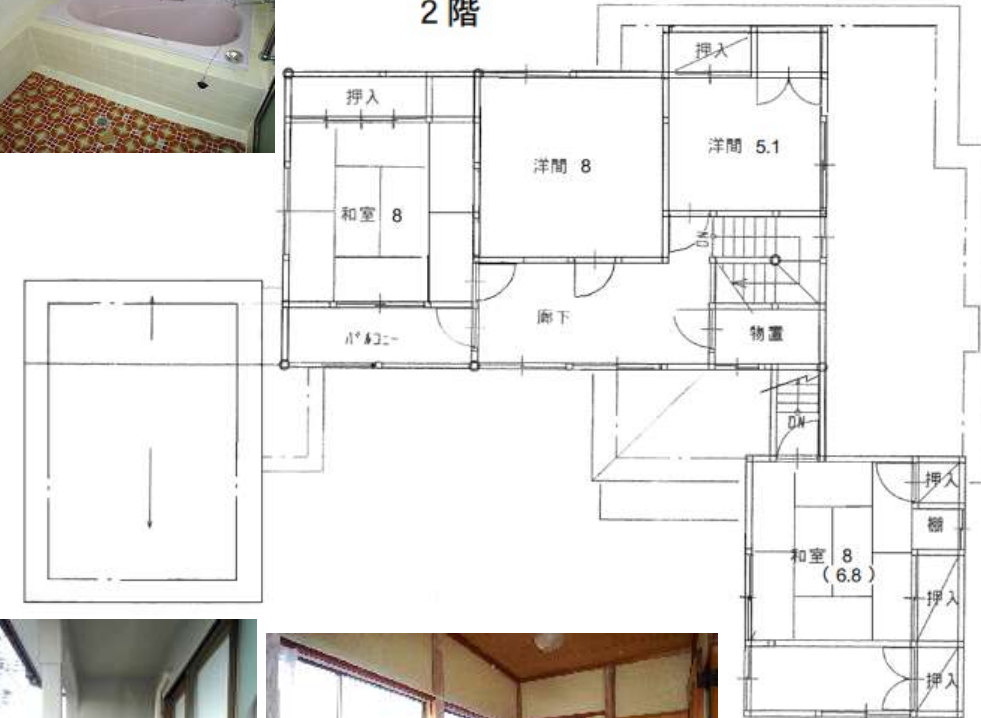 2階
押入
押入
洋間 5.1
洋間 8
和室 8
DN
廊下
物置
バルコニー
DN
押入
棚
和室 8
(6.8)
押入
押入